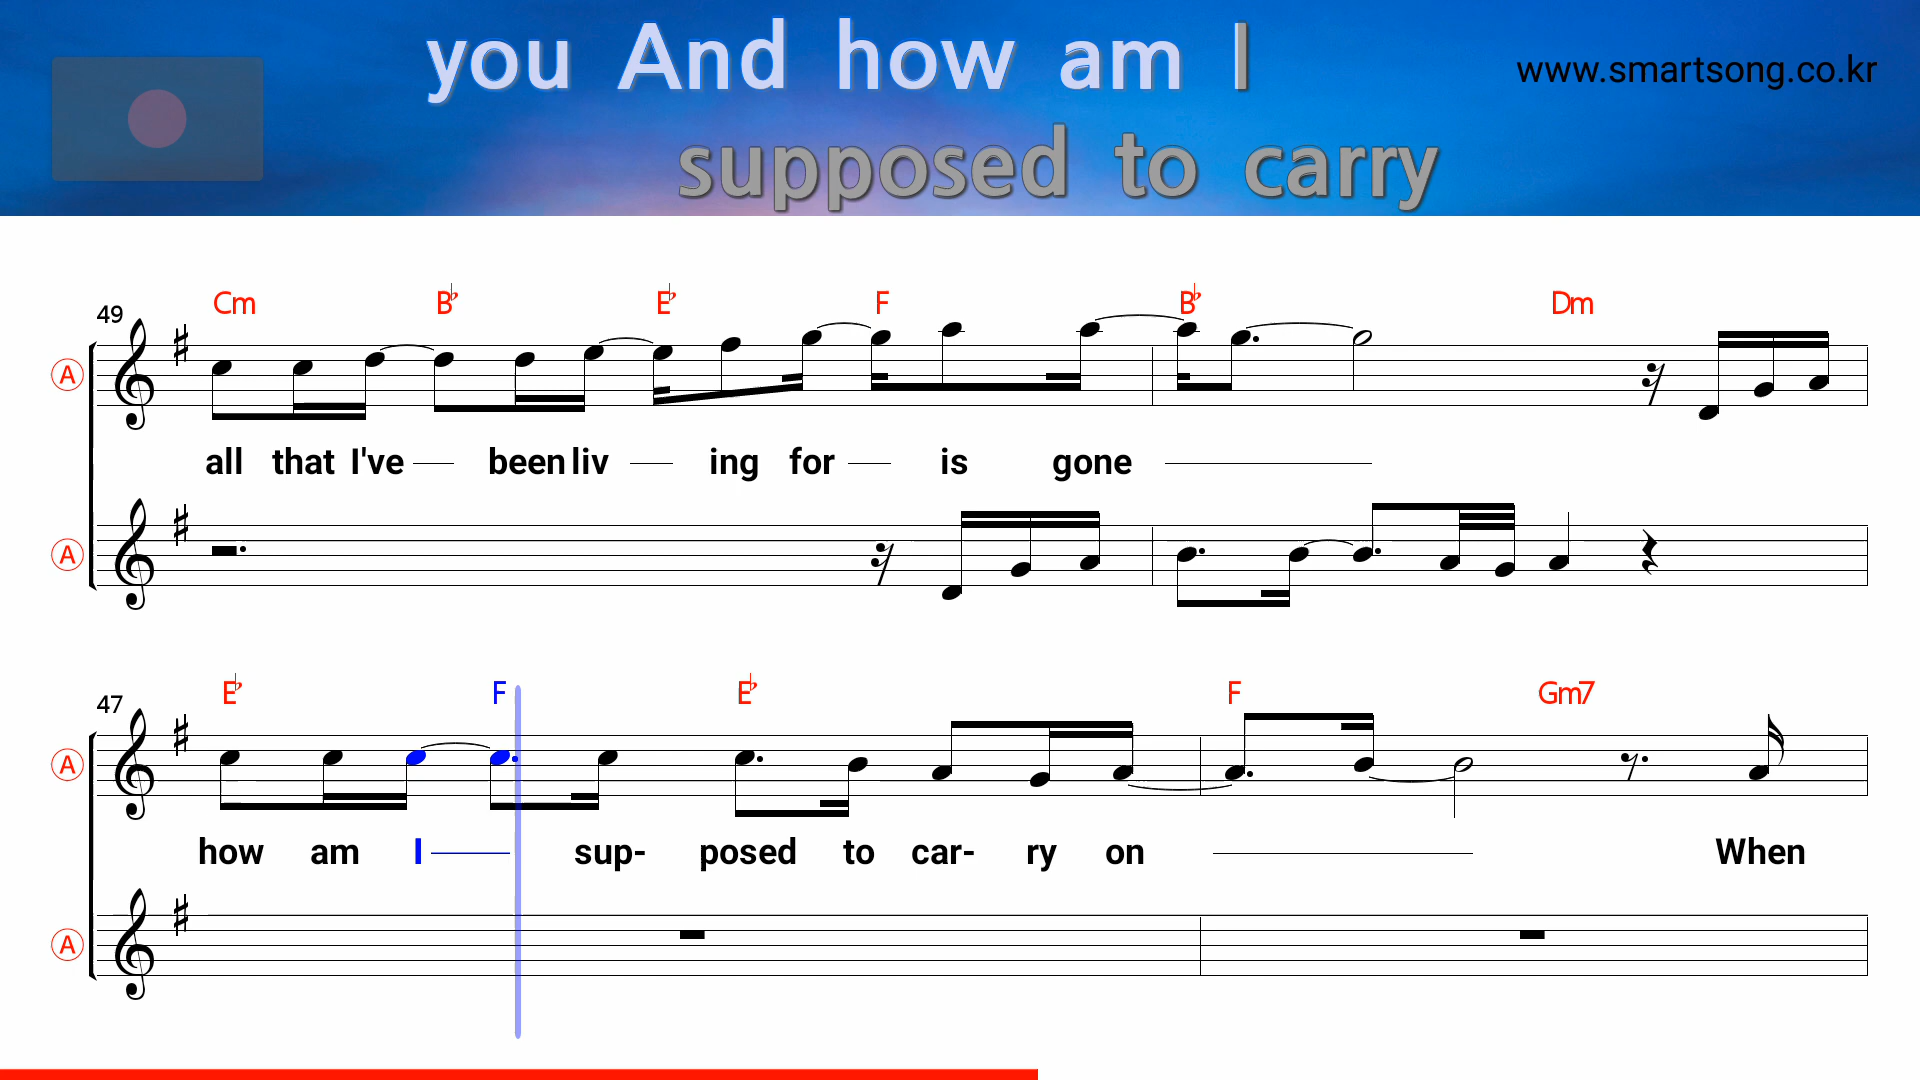 you And how am I
www.smartsong.co.kr
supposed to carry
49 Cm B♭ E♭ F B♭ Dm
A
all that I've been liv ing for is gone
A
47 E♭ F E♭ F Gm7
A
how am I sup- posed to car- ry on When
A